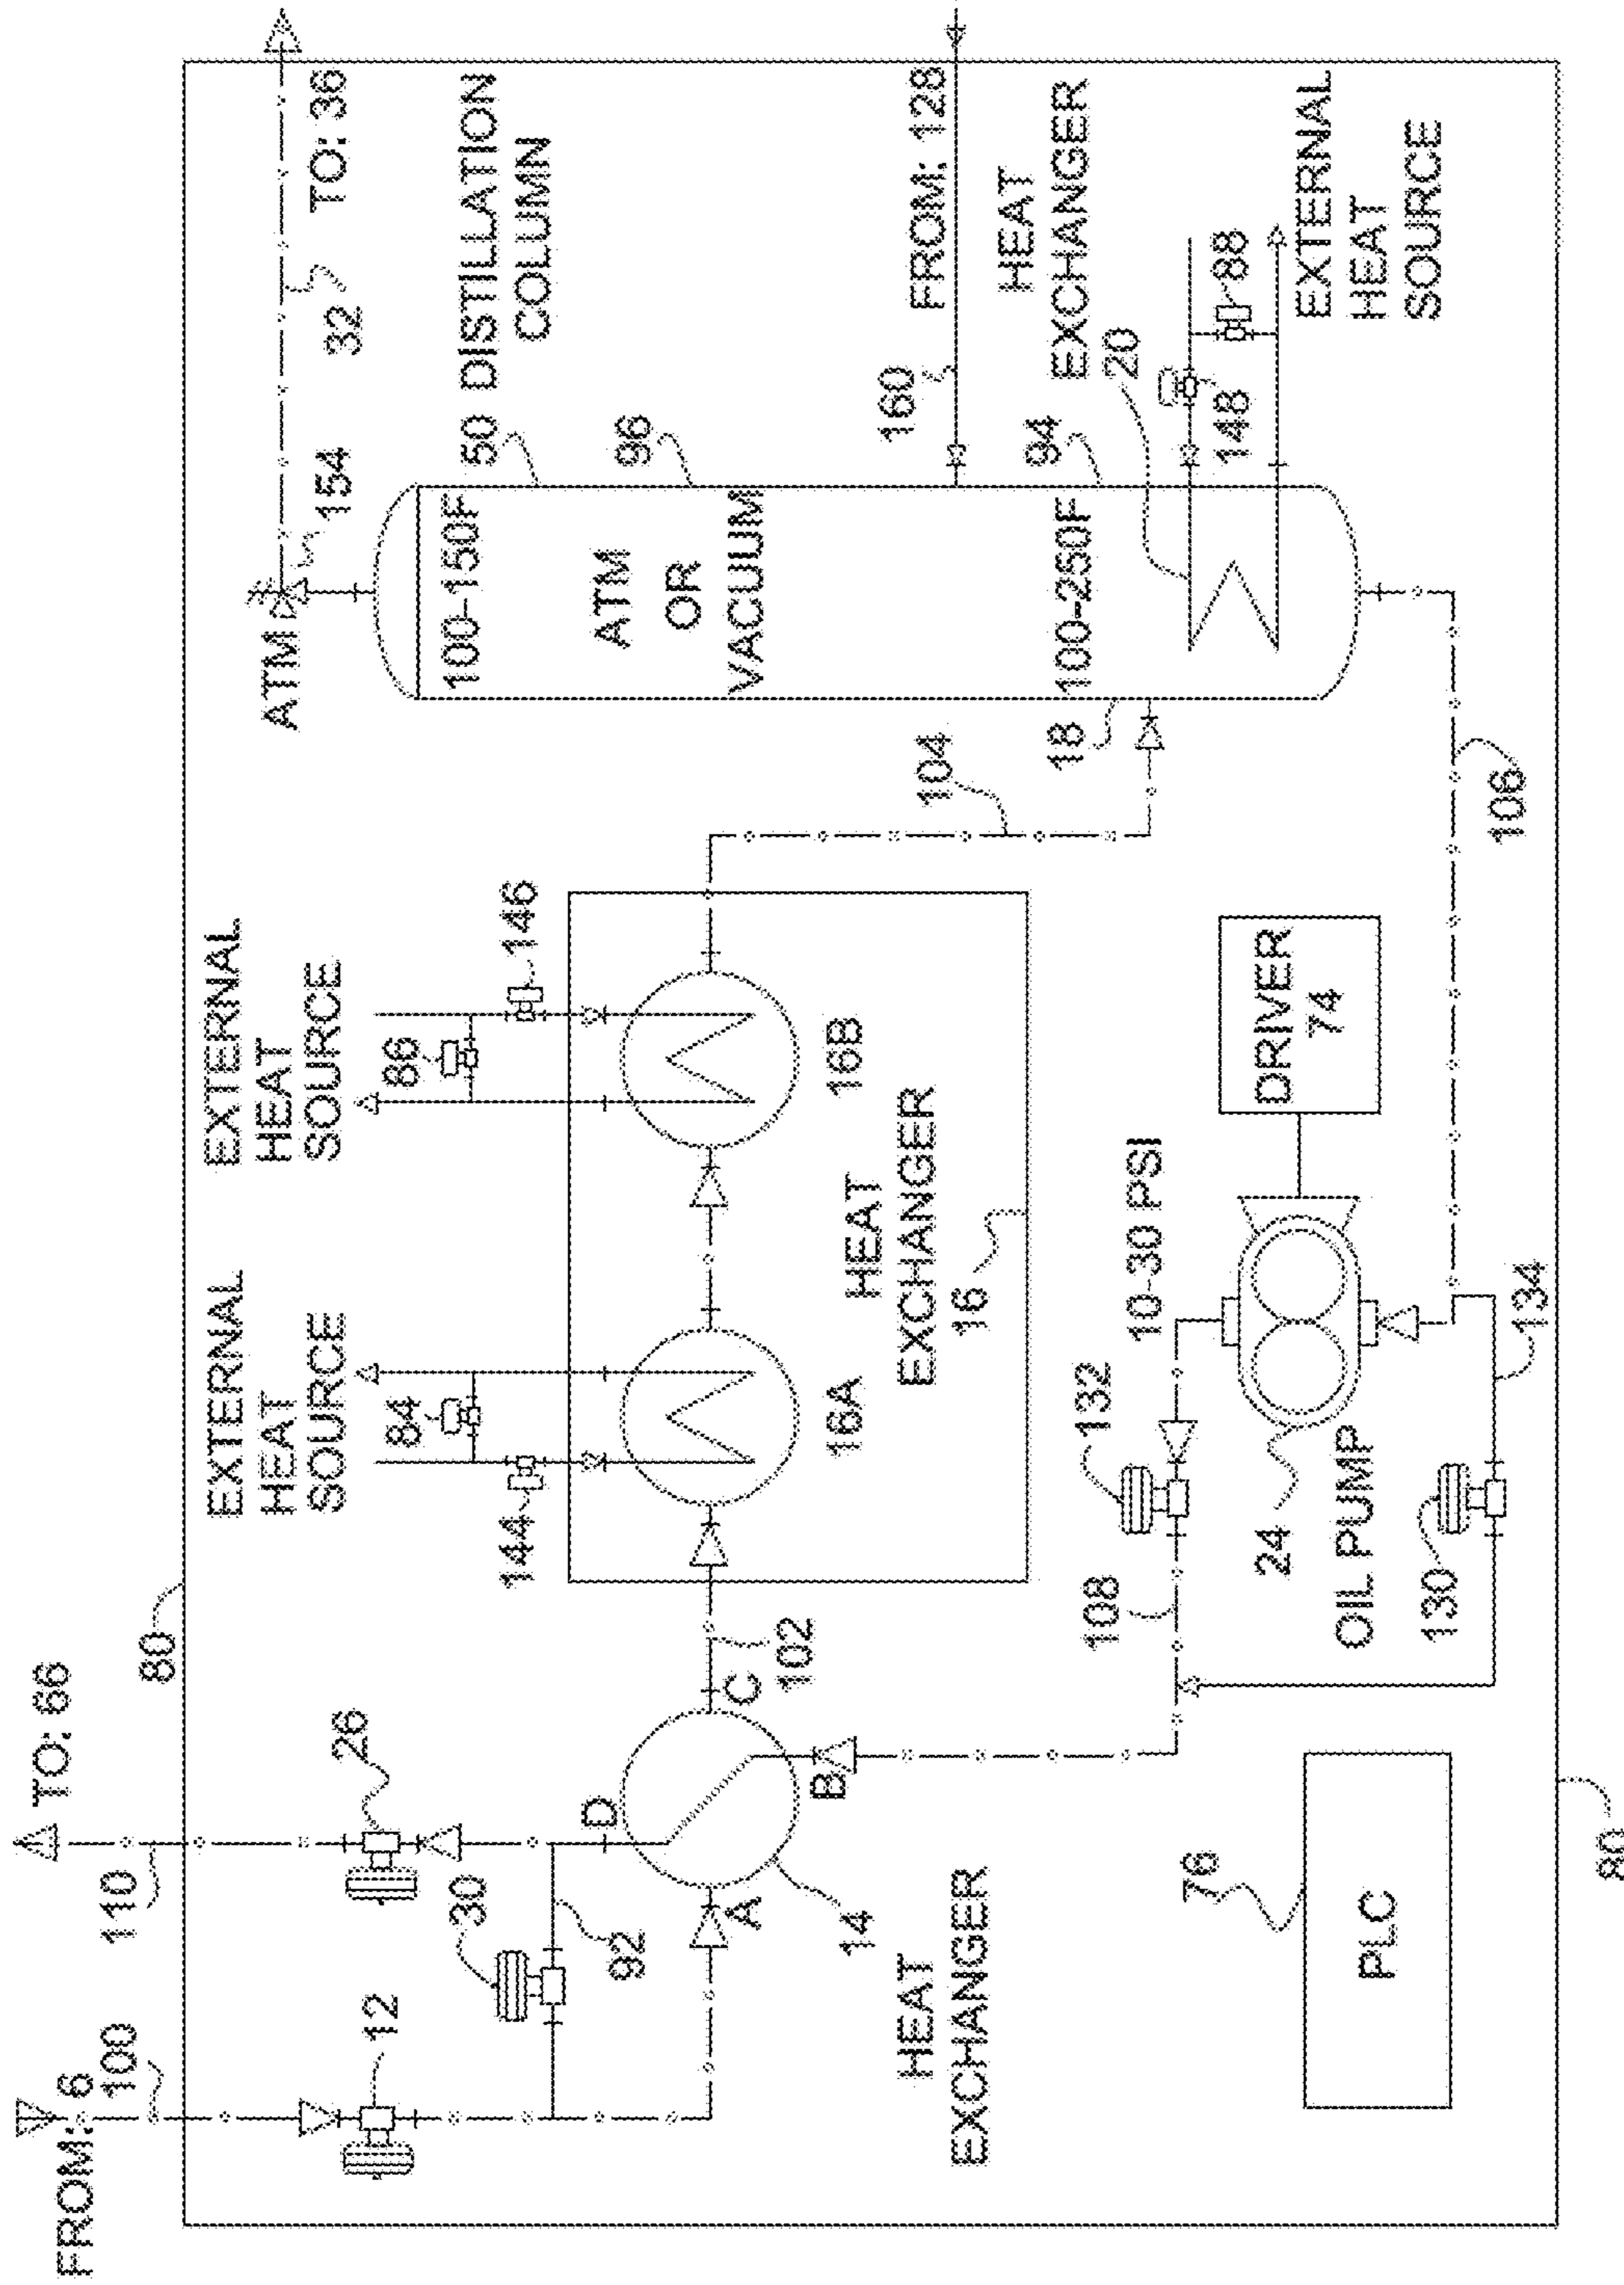 FROM: 6
100
TO: 66
110
80
12
26
30
92
D
A
B
C
14
HEAT
EXCHANGER
102
EXTERNAL
HEAT
SOURCE
84
144
EXTERNAL
HEAT
SOURCE
86
146
16A
16B
HEAT
EXCHANGER
16
104
ATM
154
32
TO: 36
50 DISTILLATION
COLUMN
100-150F
96
ATM
OR
VACUUM
160
FROM: 128
100-250F
94
18
HEAT
EXCHANGER
20
148
88
EXTERNAL
HEAT
SOURCE
106
108
132
10-30 PSI
DRIVER
74
24
OIL PUMP
130
134
76
PLC
80